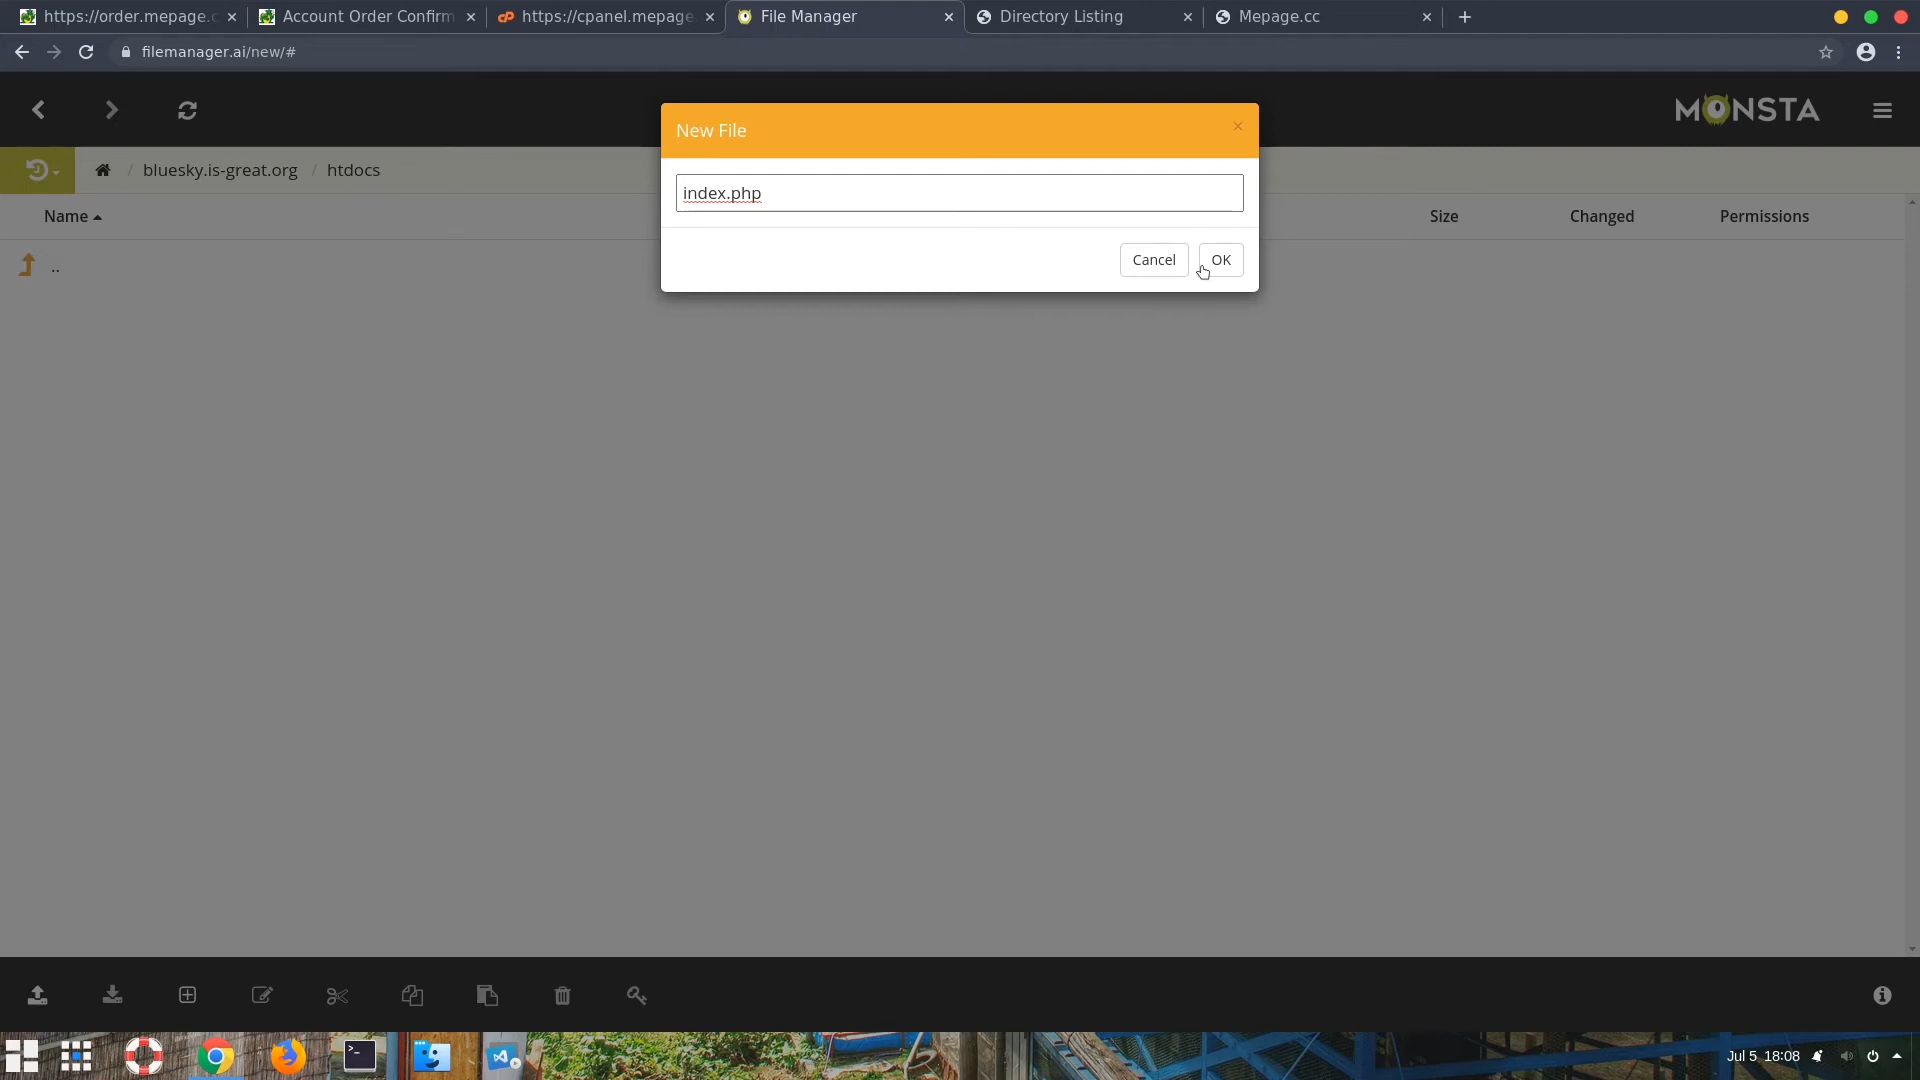 https://order.mepage.c
Account Order Confirm
https://cpanel.mepage
File Manager
Directory Listing
Mepage.cc
filemanager.ai/new/#
MONSTA
New File
bluesky.is-great.org / htdocs
index.php
Name
Size
Changed
Permissions
Cancel
OK
..
Jul 5 18:08